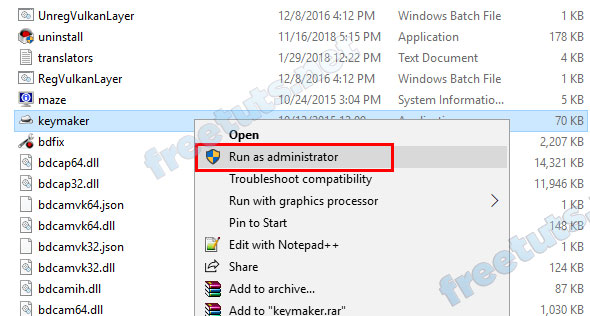 UnregVulkanLayer 12/8/2016 4:12 PM Windows Batch File 1 KB
uninstall 11/16/2018 5:15 PM Application 178 KB
translators 1/29/2018 12:22 PM Text Document 4 KB
RegVulkanLayer 12/8/2016 4:12 PM Windows Batch File 1 KB
maze 10/24/2015 3:04 PM System Informatio... 2 KB
keymaker 70 KB
Open
bdfix 2,207 KB
Run as administrator
bdcap64.dll 14,321 KB
Troubleshoot compatibility
bdcap32.dll 11,946 KB
Run with graphics processor
bdcamvk64.json 1 KB
Pin to Start
bdcamvk64.dll 148 KB
Edit with Notepad++
bdcamvk32.json 1 KB
Share
bdcamvk32.dll 124 KB
Add to archive...
bdcamih.dll 87 KB
Add to "keymaker.rar"
bdcam64.dll 1,030 KB
freetuts.net
freetuts